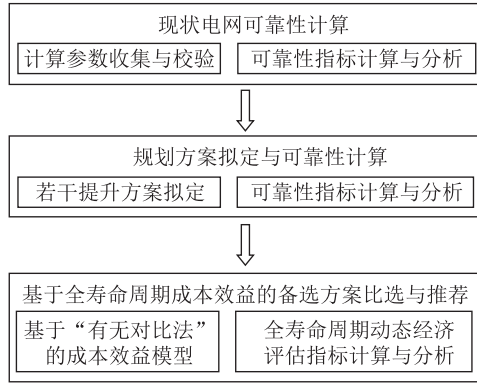 现状电网可靠性计算
计算参数收集与校验
可靠性指标计算与分析
规划方案拟定与可靠性计算
若干提升方案拟定
可靠性指标计算与分析
基于全寿命周期成本效益的备选方案比选与推荐
基于“有无对比法”
的成本效益模型
全寿命周期动态经济
评估指标计算与分析